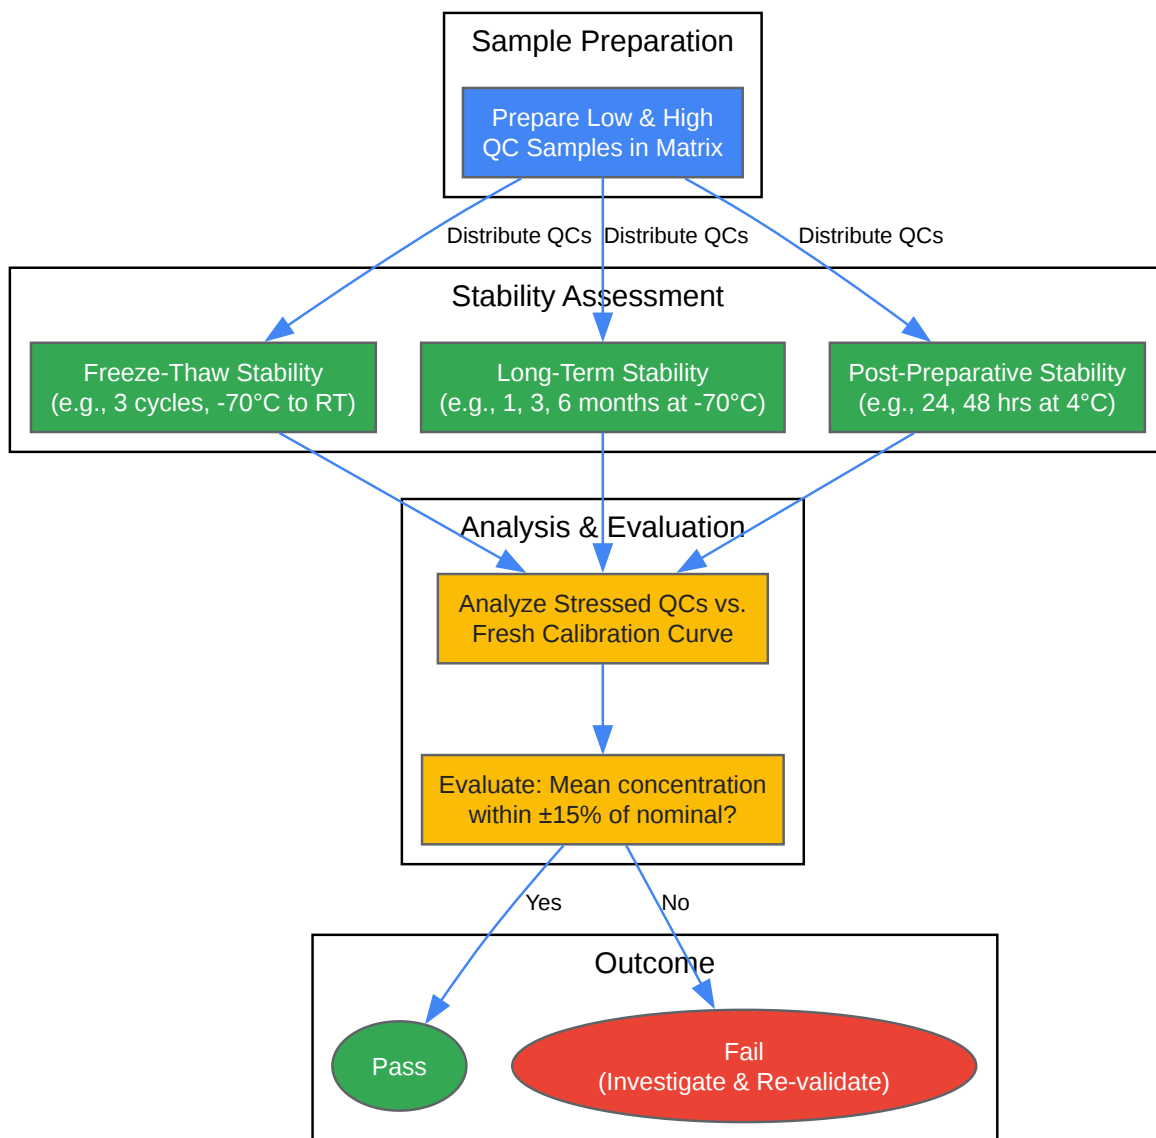 Sample Preparation
Prepare Low & High
QC Samples in Matrix
Distribute QCs
Distribute QCs
Distribute QCs
Stability Assessment
Freeze-Thaw Stability
(e.g., 3 cycles, -70°C to RT)
Long-Term Stability
(e.g., 1, 3, 6 months at -70°C)
Post-Preparative Stability
(e.g., 24, 48 hrs at 4°C)
Analysis & Evaluation
Analyze Stressed QCs vs.
Fresh Calibration Curve
Evaluate: Mean concentration
within ±15% of nominal?
Yes
No
Outcome
Pass
Fail
(Investigate & Re-validate)